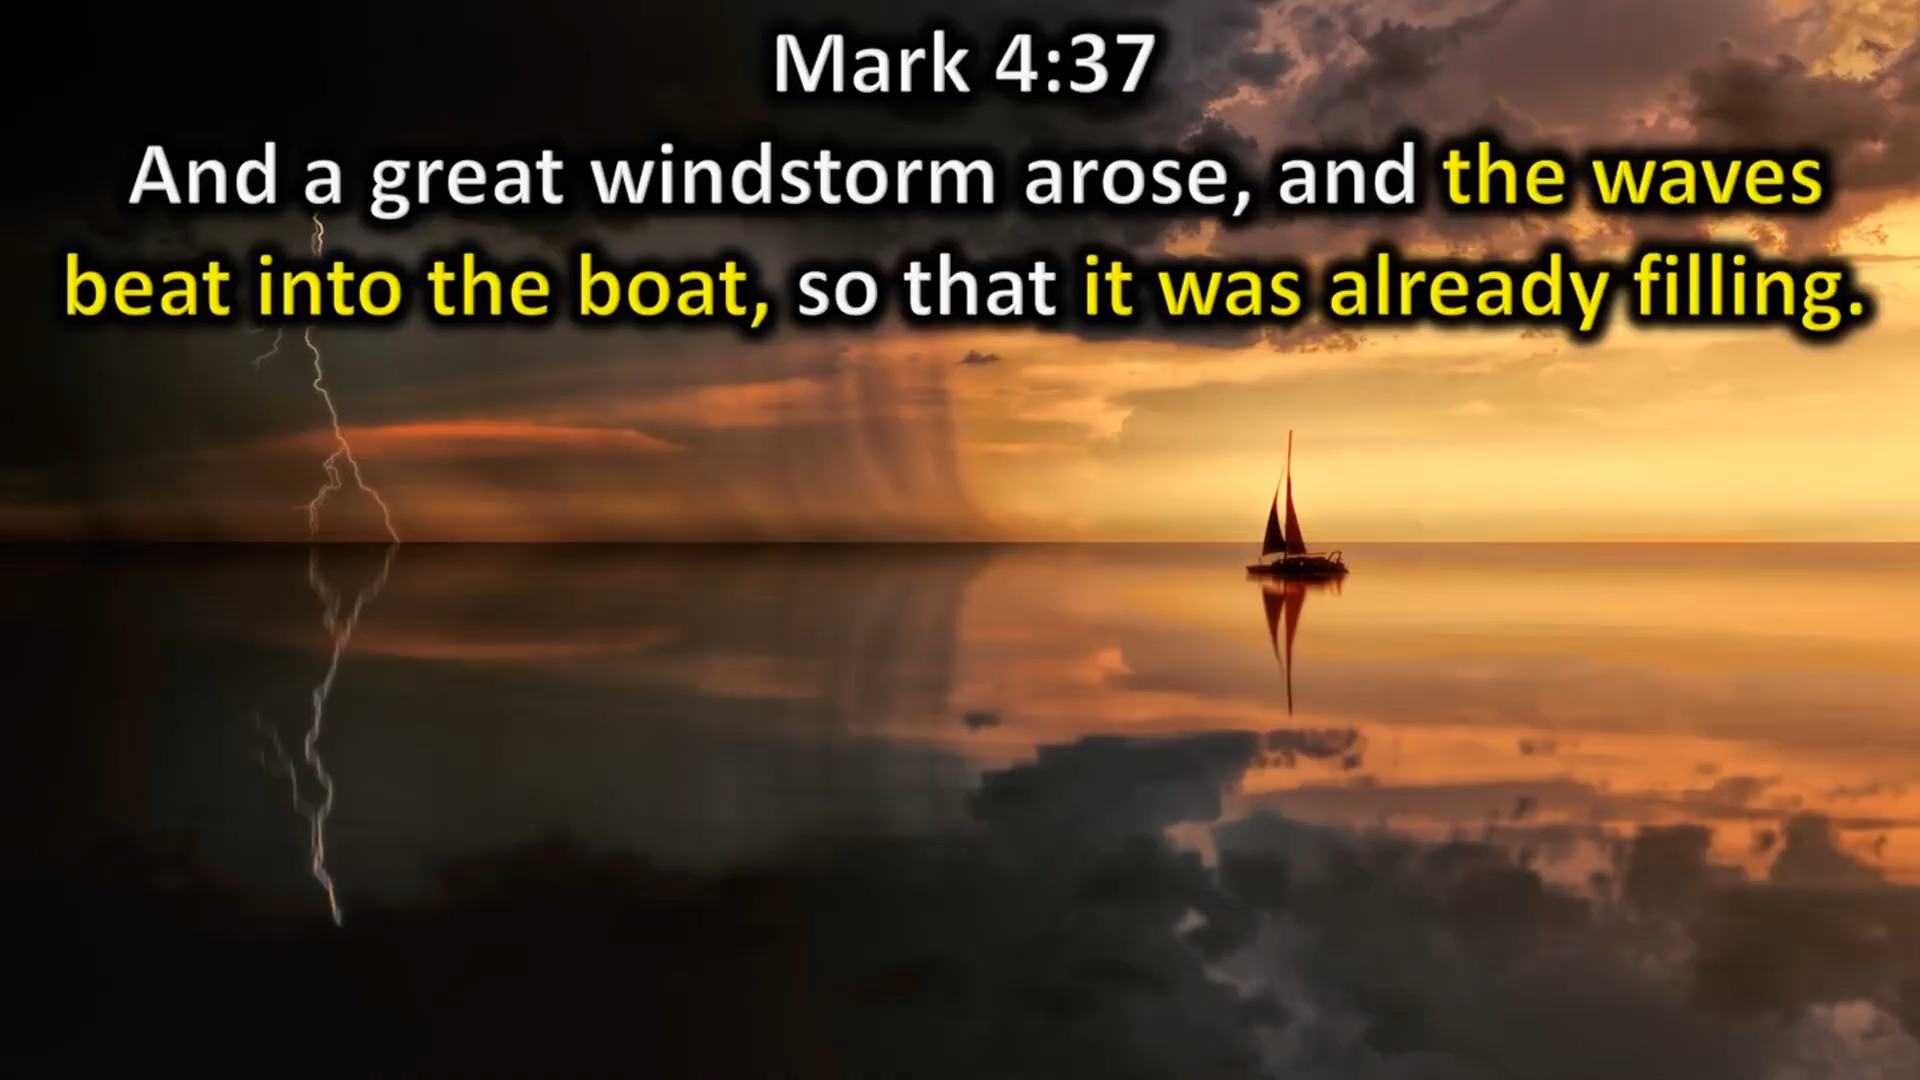 Mark 4:37
And a great windstorm arose, and the waves
beat into the boat, so that it was already filling.